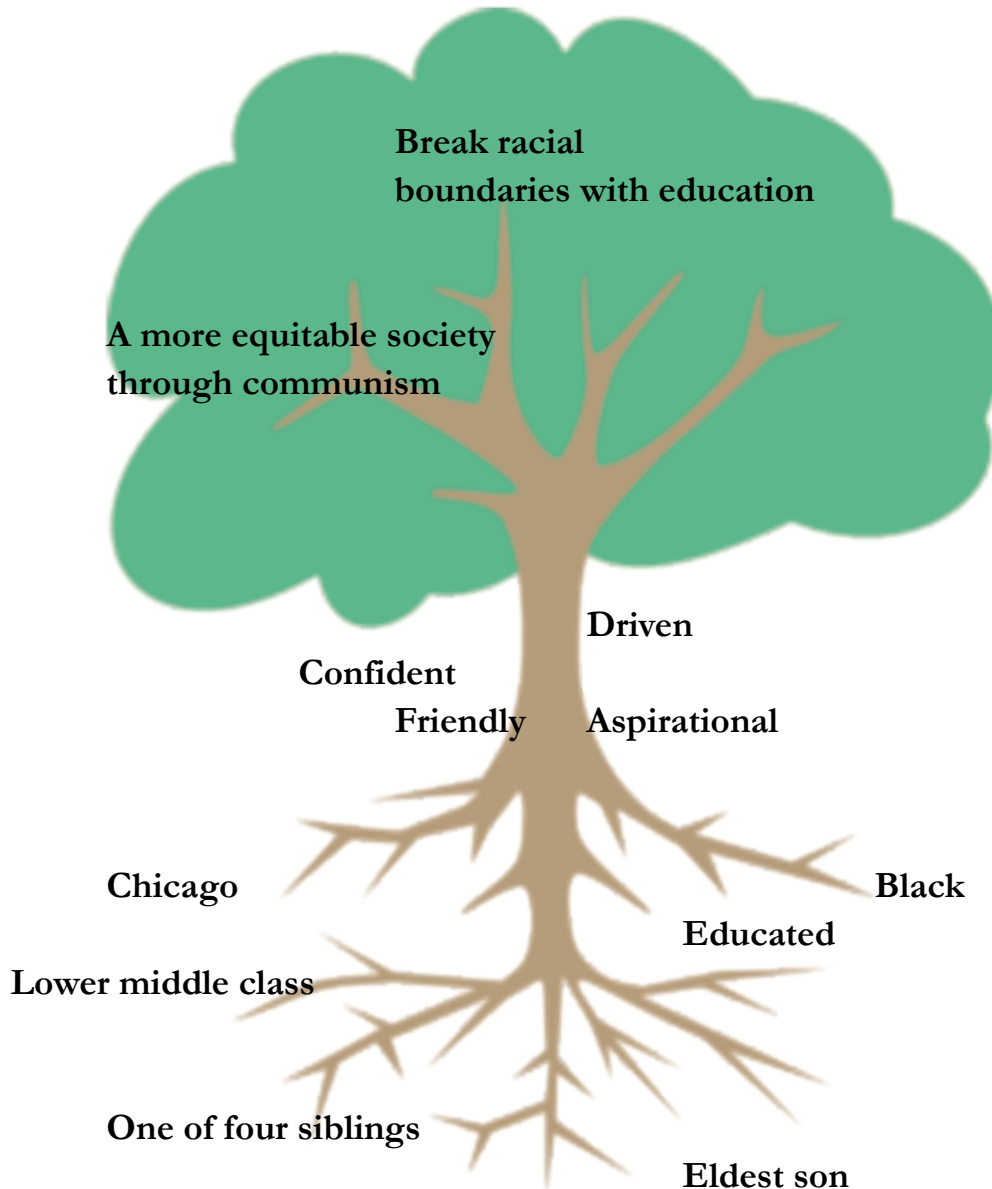 Break racial
boundaries with education
A more equitable society
through communism
Driven
Confident
Friendly
Aspirational
Chicago
Black
Educated
Lower middle class
One of four siblings
Eldest son